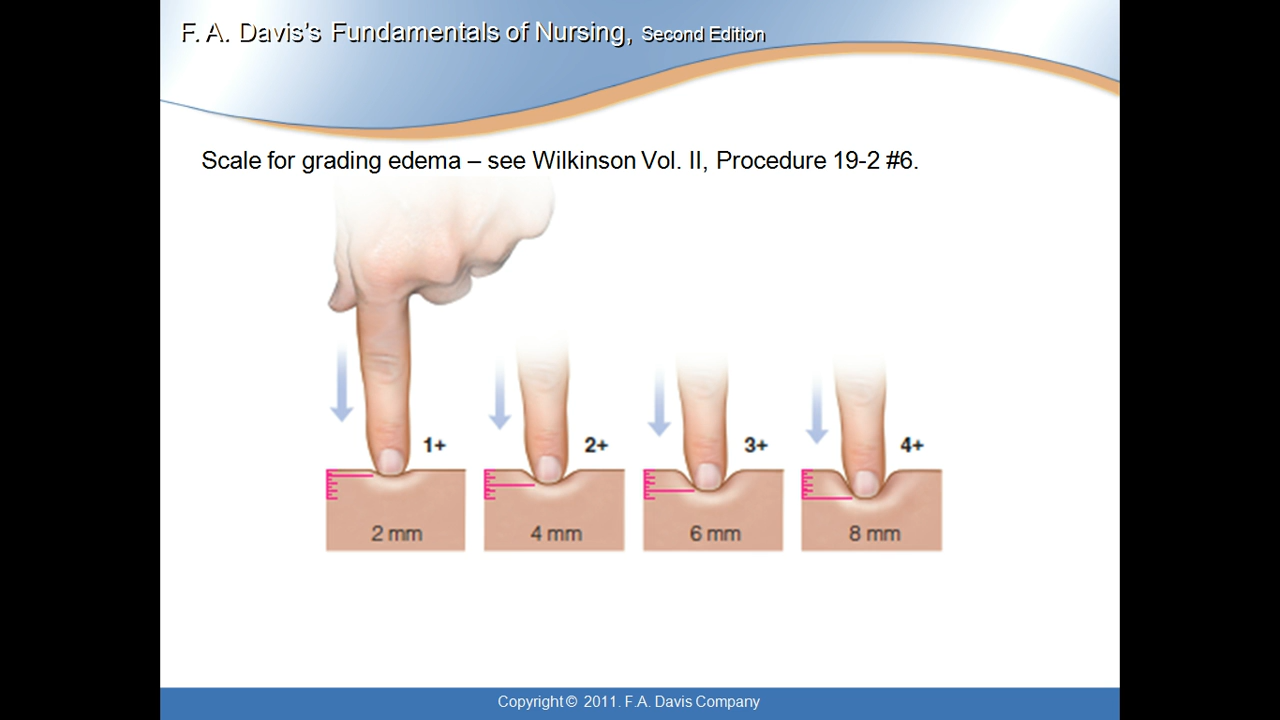 F. A. Davis's Fundamentals of Nursing, Second Edition
Scale for grading edema – see Wilkinson Vol. II, Procedure 19-2 #6.
1+ 2+ 3+ 4+
2 mm 4 mm 6 mm 8 mm
Copyright © 2011. F.A. Davis Company